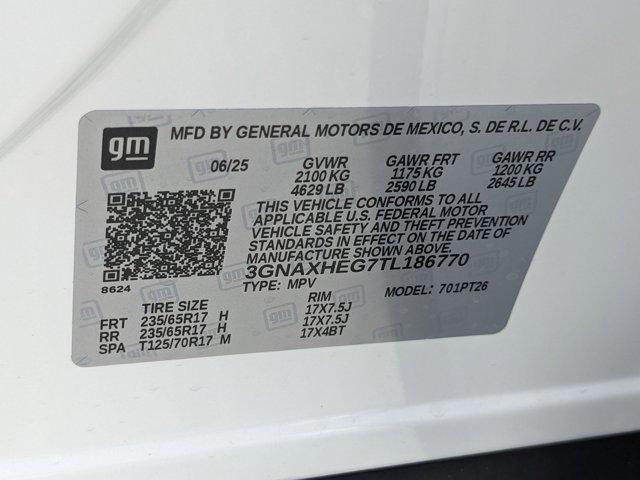 gm
MFD BY GENERAL MOTORS DE MEXICO, S. DE R.L. DE C.V.
06/25 GVWR GAWR FRT GAWR RR
2100 KG 1175 KG 1200 KG
4629 LB 2590 LB 2645 LB
THIS VEHICLE CONFORMS TO ALL
APPLICABLE U.S. FEDERAL MOTOR
VEHICLE SAFETY AND THEFT PREVENTION
STANDARDS IN EFFECT ON THE DATE OF
MANUFACTURE SHOWN ABOVE.
3GNAXHEG7TL186770
8624
TYPE: MPV MODEL: 701PT26
TIRE SIZE RIM
FRT 235/65R17 H 17X7.5J
RR 235/65R17 H 17X7.5J
SPA T125/70R17 M 17X4BT